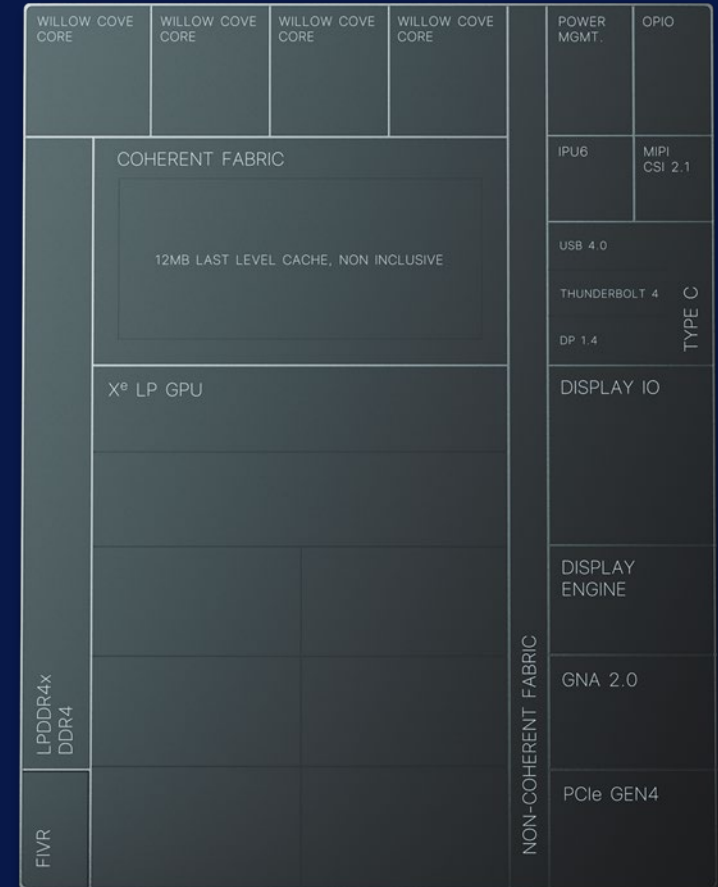 WILLOW COVE
CORE
WILLOW COVE
CORE
WILLOW COVE
CORE
WILLOW COVE
CORE
POWER
MGMT.
OPIO
COHERENT FABRIC
12MB LAST LEVEL CACHE, NON INCLUSIVE
IPU6
MIPI
CSI 2.1
USB 4.0
THUNDERBOLT 4
DP 1.4
TYPE C
Xᵉ LP GPU
DISPLAY IO
DISPLAY
ENGINE
GNA 2.0
PCIe GEN4
LPDDR4x
DDR4
FIVR
NON-COHERENT FABRIC